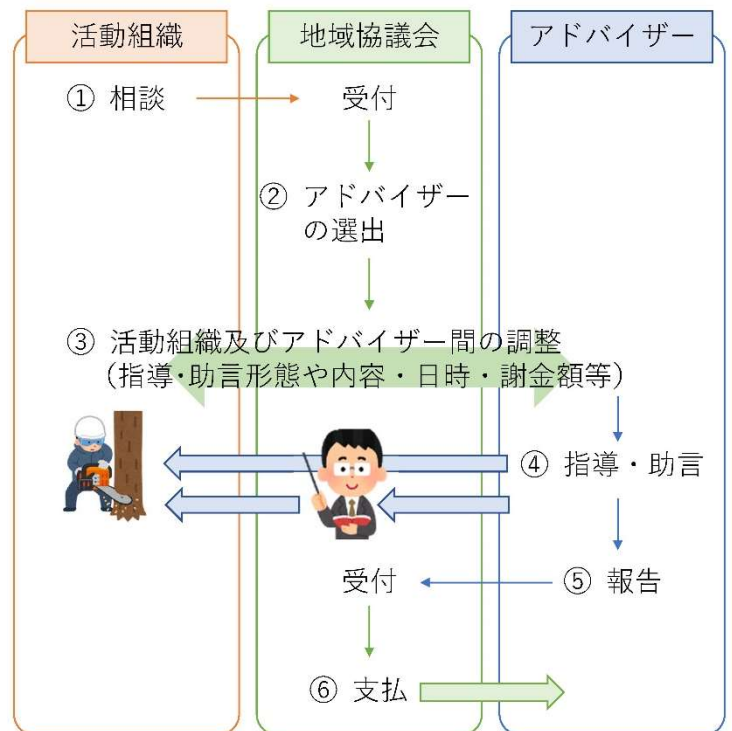 活動組織
地域協議会
アドバイザー
① 相談
受付
② アドバイザー
の選出
③ 活動組織及びアドバイザー間の調整
（指導・助言形態や内容・日時・謝金額等）
④ 指導・助言
受付
⑤ 報告
⑥ 支払